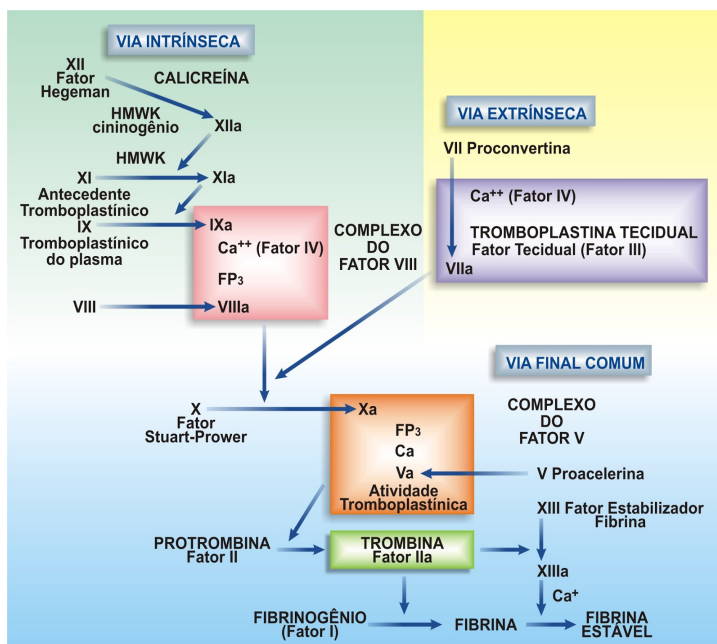 VIA INTRÍNSECA
XII
Fator
Hegeman
CALICREÍNA
HMWK
cininogênio
XIIa
HMWK
XI
XIa
Antecedente
Tromboplastínico
IX
Tromboplastínico
do plasma
IXa
Ca++ (Fator IV)
FP3
VIII
VIIIa
COMPLEXO
DO
FATOR VIII
VIA EXTRÍNSECA
VII Proconvertina
Ca++ (Fator IV)
TROMBOPLASTINA TECIDUAL
Fator Tecidual (Fator III)
VIIa
VIA FINAL COMUM
X
Fator
Stuart-Prower
Xa
FP3
Ca
Va
Atividade
Tromboplastínica
COMPLEXO
DO
FATOR V
V Proacelerina
XIII Fator Estabilizador
Fibrina
PROTROMBINA
Fator II
TROMBINA
Fator IIa
XIIIa
Ca+
FIBRINOGÊNIO
(Fator I)
FIBRINA
FIBRINA
ESTÁVEL